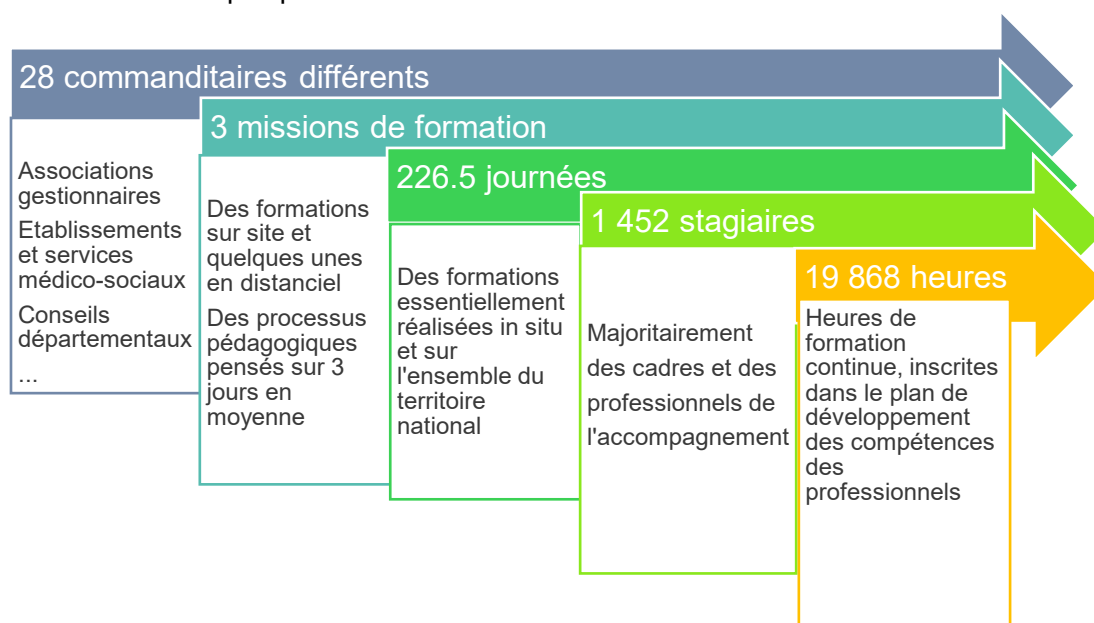 28 commanditaires différents
Associations
gestionnaires
Etablissements
et services
médico-sociaux
Conseils
départementaux
...
3 missions de formation
Des formations
sur site et
quelques unes
en distanciel
Des processus
pédagogiques
pensés sur 3
jours en
moyenne
226.5 journées
Des formations
essentiellement
réalisées in situ
et sur
l'ensemble du
territoire
national
1 452 stagiaires
Majoritairement
des cadres et des
professionnels de
l'accompagnement
19 868 heures
Heures de
formation
continue, inscrites
dans le plan de
développement
des compétences
des
professionnels